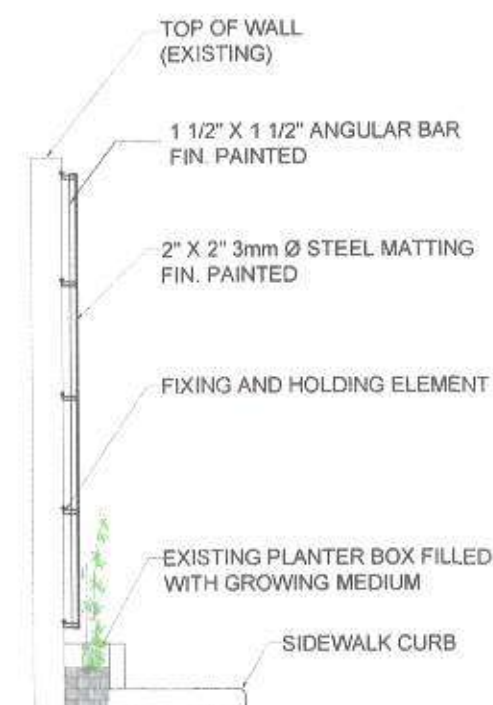 TOP OF WALL
(EXISTING)
1 1/2" X 1 1/2" ANGULAR BAR
FIN. PAINTED
2" X 2" 3mm Ø STEEL MATTING
FIN. PAINTED
FIXING AND HOLDING ELEMENT
EXISTING PLANTER BOX FILLED
WITH GROWING MEDIUM
SIDEWALK CURB